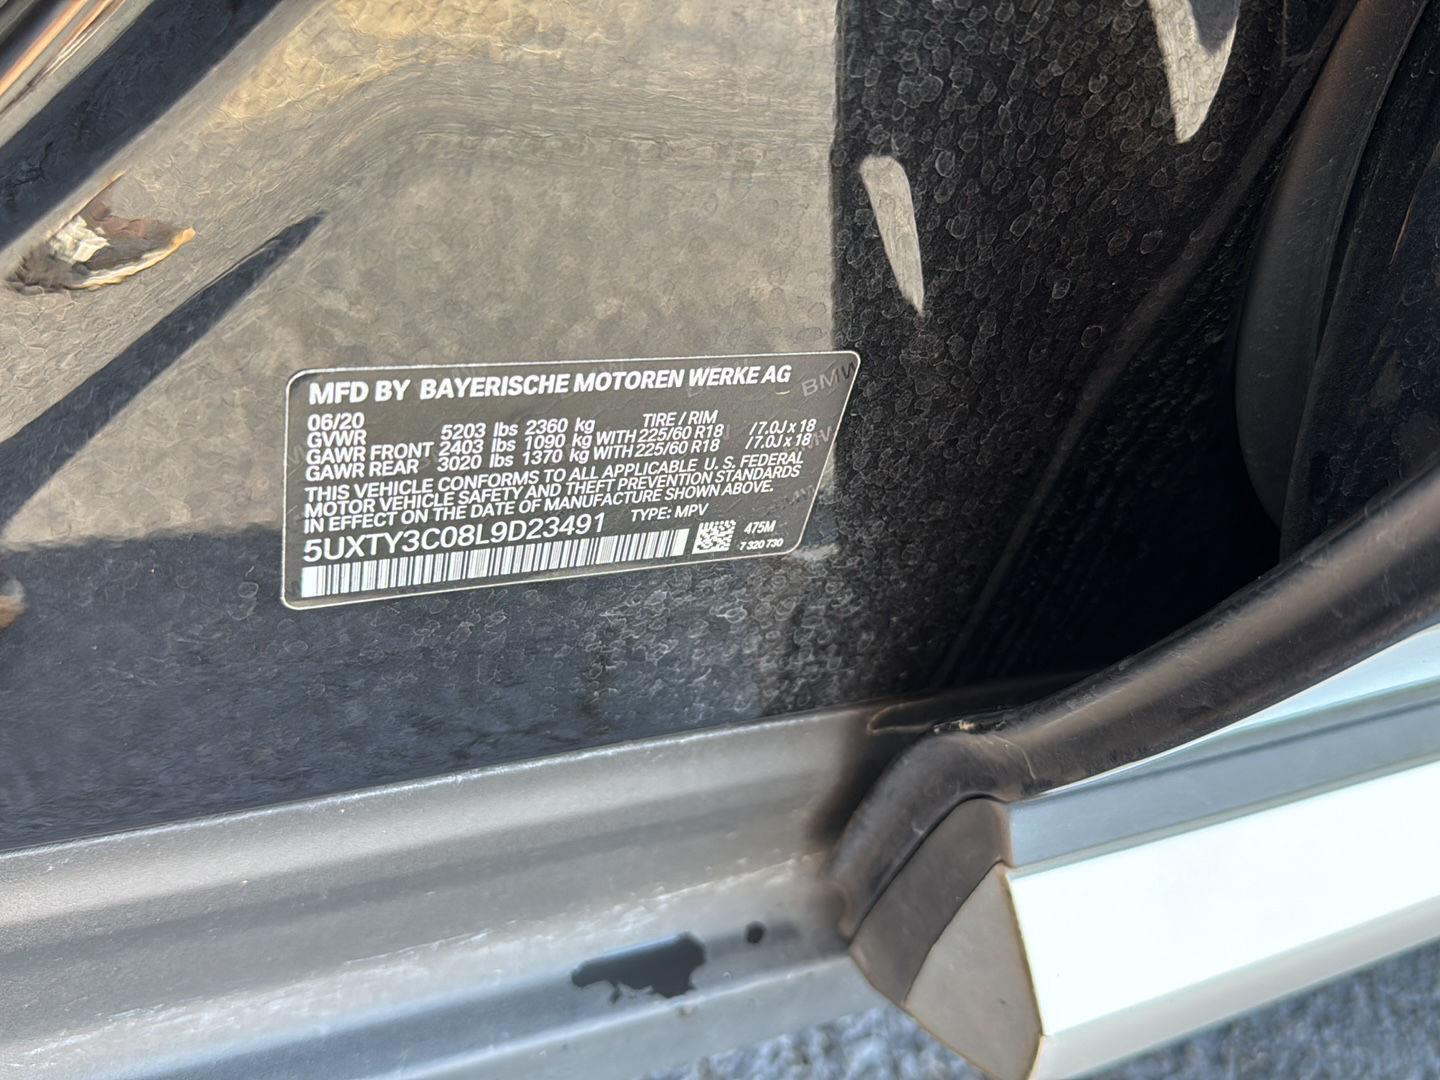 MFD BY BAYERISCHE MOTOREN WERKE AG
06/20 TIRE / RIM
GVWR 5203 lbs 2360 kg
GAWR FRONT 2403 lbs 1090 kg WITH 225/60 R18 /7.0J x 18
GAWR REAR 3020 lbs 1370 kg WITH 225/60 R18 /7.0J x 18
THIS VEHICLE CONFORMS TO ALL APPLICABLE U. S. FEDERAL
MOTOR VEHICLE SAFETY AND THEFT PREVENTION STANDARDS
IN EFFECT ON THE DATE OF MANUFACTURE SHOWN ABOVE.
5UXTY3C08L9D23491 TYPE: MPV
475M
7 320 730
BMW